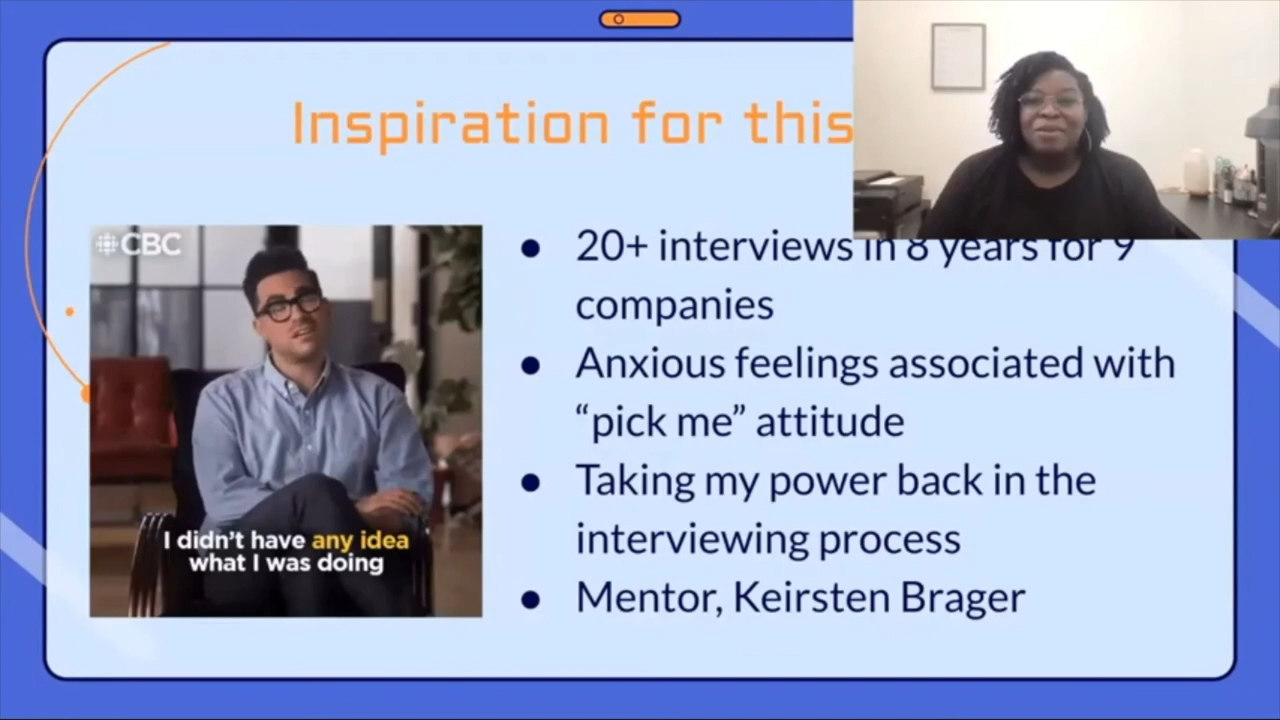 Inspiration for this
CBC
20+ interviews in 8 years for 9
companies
Anxious feelings associated with
“pick me” attitude
Taking my power back in the
interviewing process
Mentor, Keirsten Brager
I didn’t have any idea
what I was doing